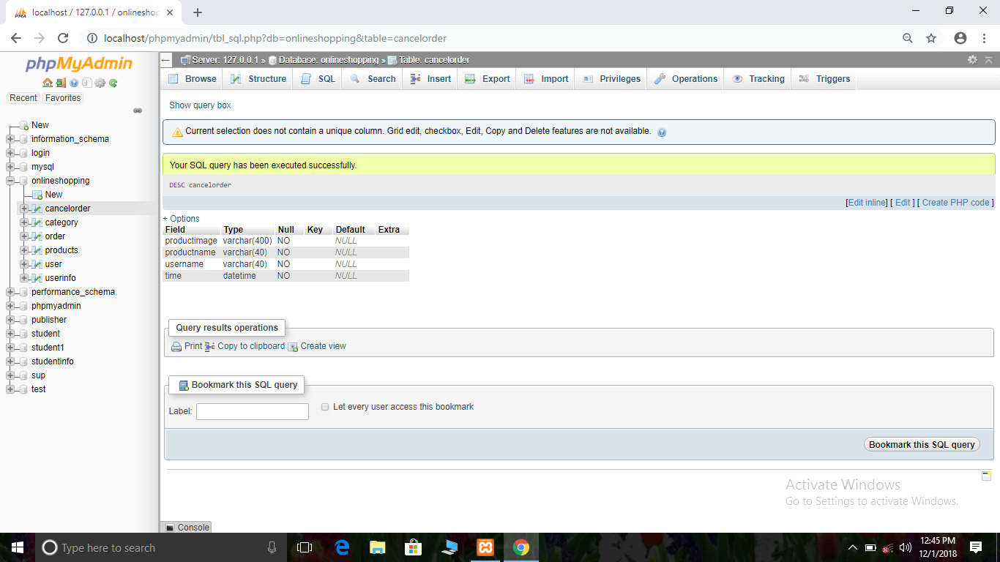 localhost / 127.0.0.1 / onlineshop
localhost/phpmyadmin/tbl_sql.php?db=onlineshopping&table=cancelorder
phpMyAdmin
Recent Favorites
New
information_schema
login
mysql
onlineshopping
New
cancelorder
category
order
products
user
userinfo
performance_schema
phpmyadmin
publisher
student
student1
studentinfo
sup
test
Server: 127.0.0.1 » Database: onlineshopping » Table: cancelorder
Browse Structure SQL Search Insert Export Import Privileges Operations Tracking Triggers
Show query box
Current selection does not contain a unique column. Grid edit, checkbox, Edit, Copy and Delete features are not available.
Your SQL query has been executed successfully.
DESC cancelorder
[Edit inline] [ Edit ] [ Create PHP code ]
+ Options
Field Type Null Key Default Extra
productimage varchar(400) NO NULL
productname varchar(40) NO NULL
username varchar(40) NO NULL
time datetime NO NULL
Query results operations
Print Copy to clipboard Create view
Bookmark this SQL query
Label: Let every user access this bookmark
Bookmark this SQL query
Activate Windows
Go to Settings to activate Windows.
Console
Type here to search
12:45 PM
12/1/2018